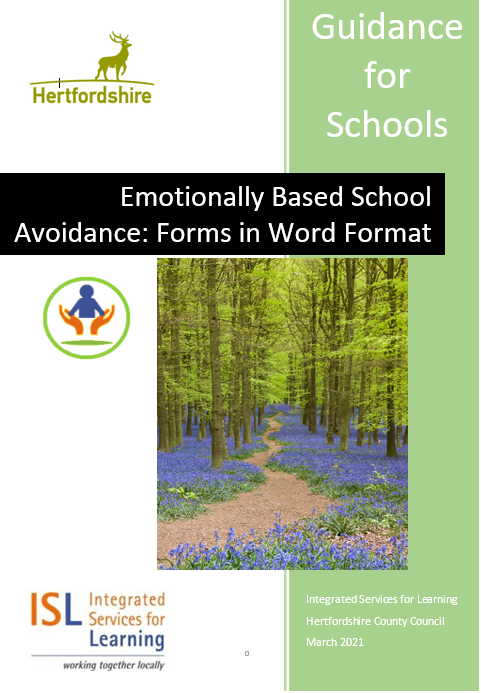 Guidance
for
Schools
Hertfordshire
Emotionally Based School
Avoidance: Forms in Word Format
ISL Integrated
Services for
Learning
working together locally
Integrated Services for Learning
Hertfordshire County Council
March 2021
0